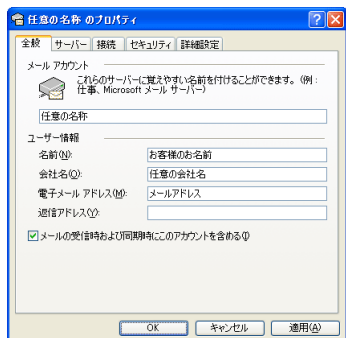 任意の名称 のプロパティ
全般 サーバー 接続 セキュリティ 詳細設定
メール アカウント
これらのサーバーに覚えやすい名前を付けることができます。(例:
仕事、Microsoft メール サーバー)
任意の名称
ユーザー情報
名前(N): お客様のお名前
会社名(O): 任意の会社名
電子メール アドレス(M): メールアドレス
返信アドレス(Y):
メールの受信時および同期時にこのアカウントを含める(I)
OK キャンセル 適用(A)